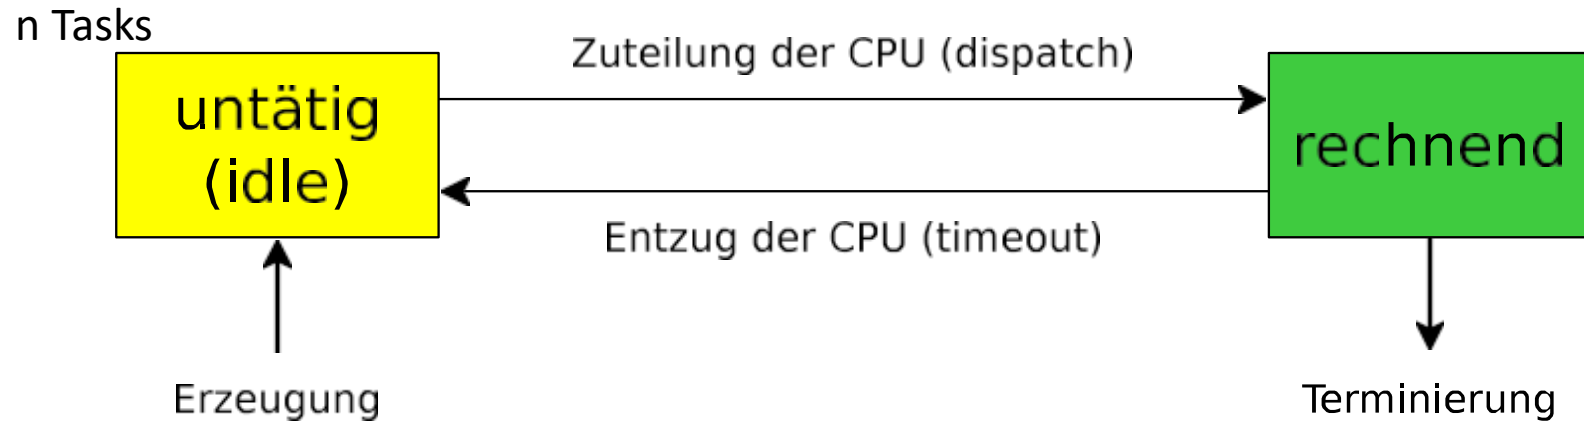 n Tasks
Zuteilung der CPU (dispatch)
untätig
(idle)
rechnend
Entzug der CPU (timeout)
Erzeugung
Terminierung